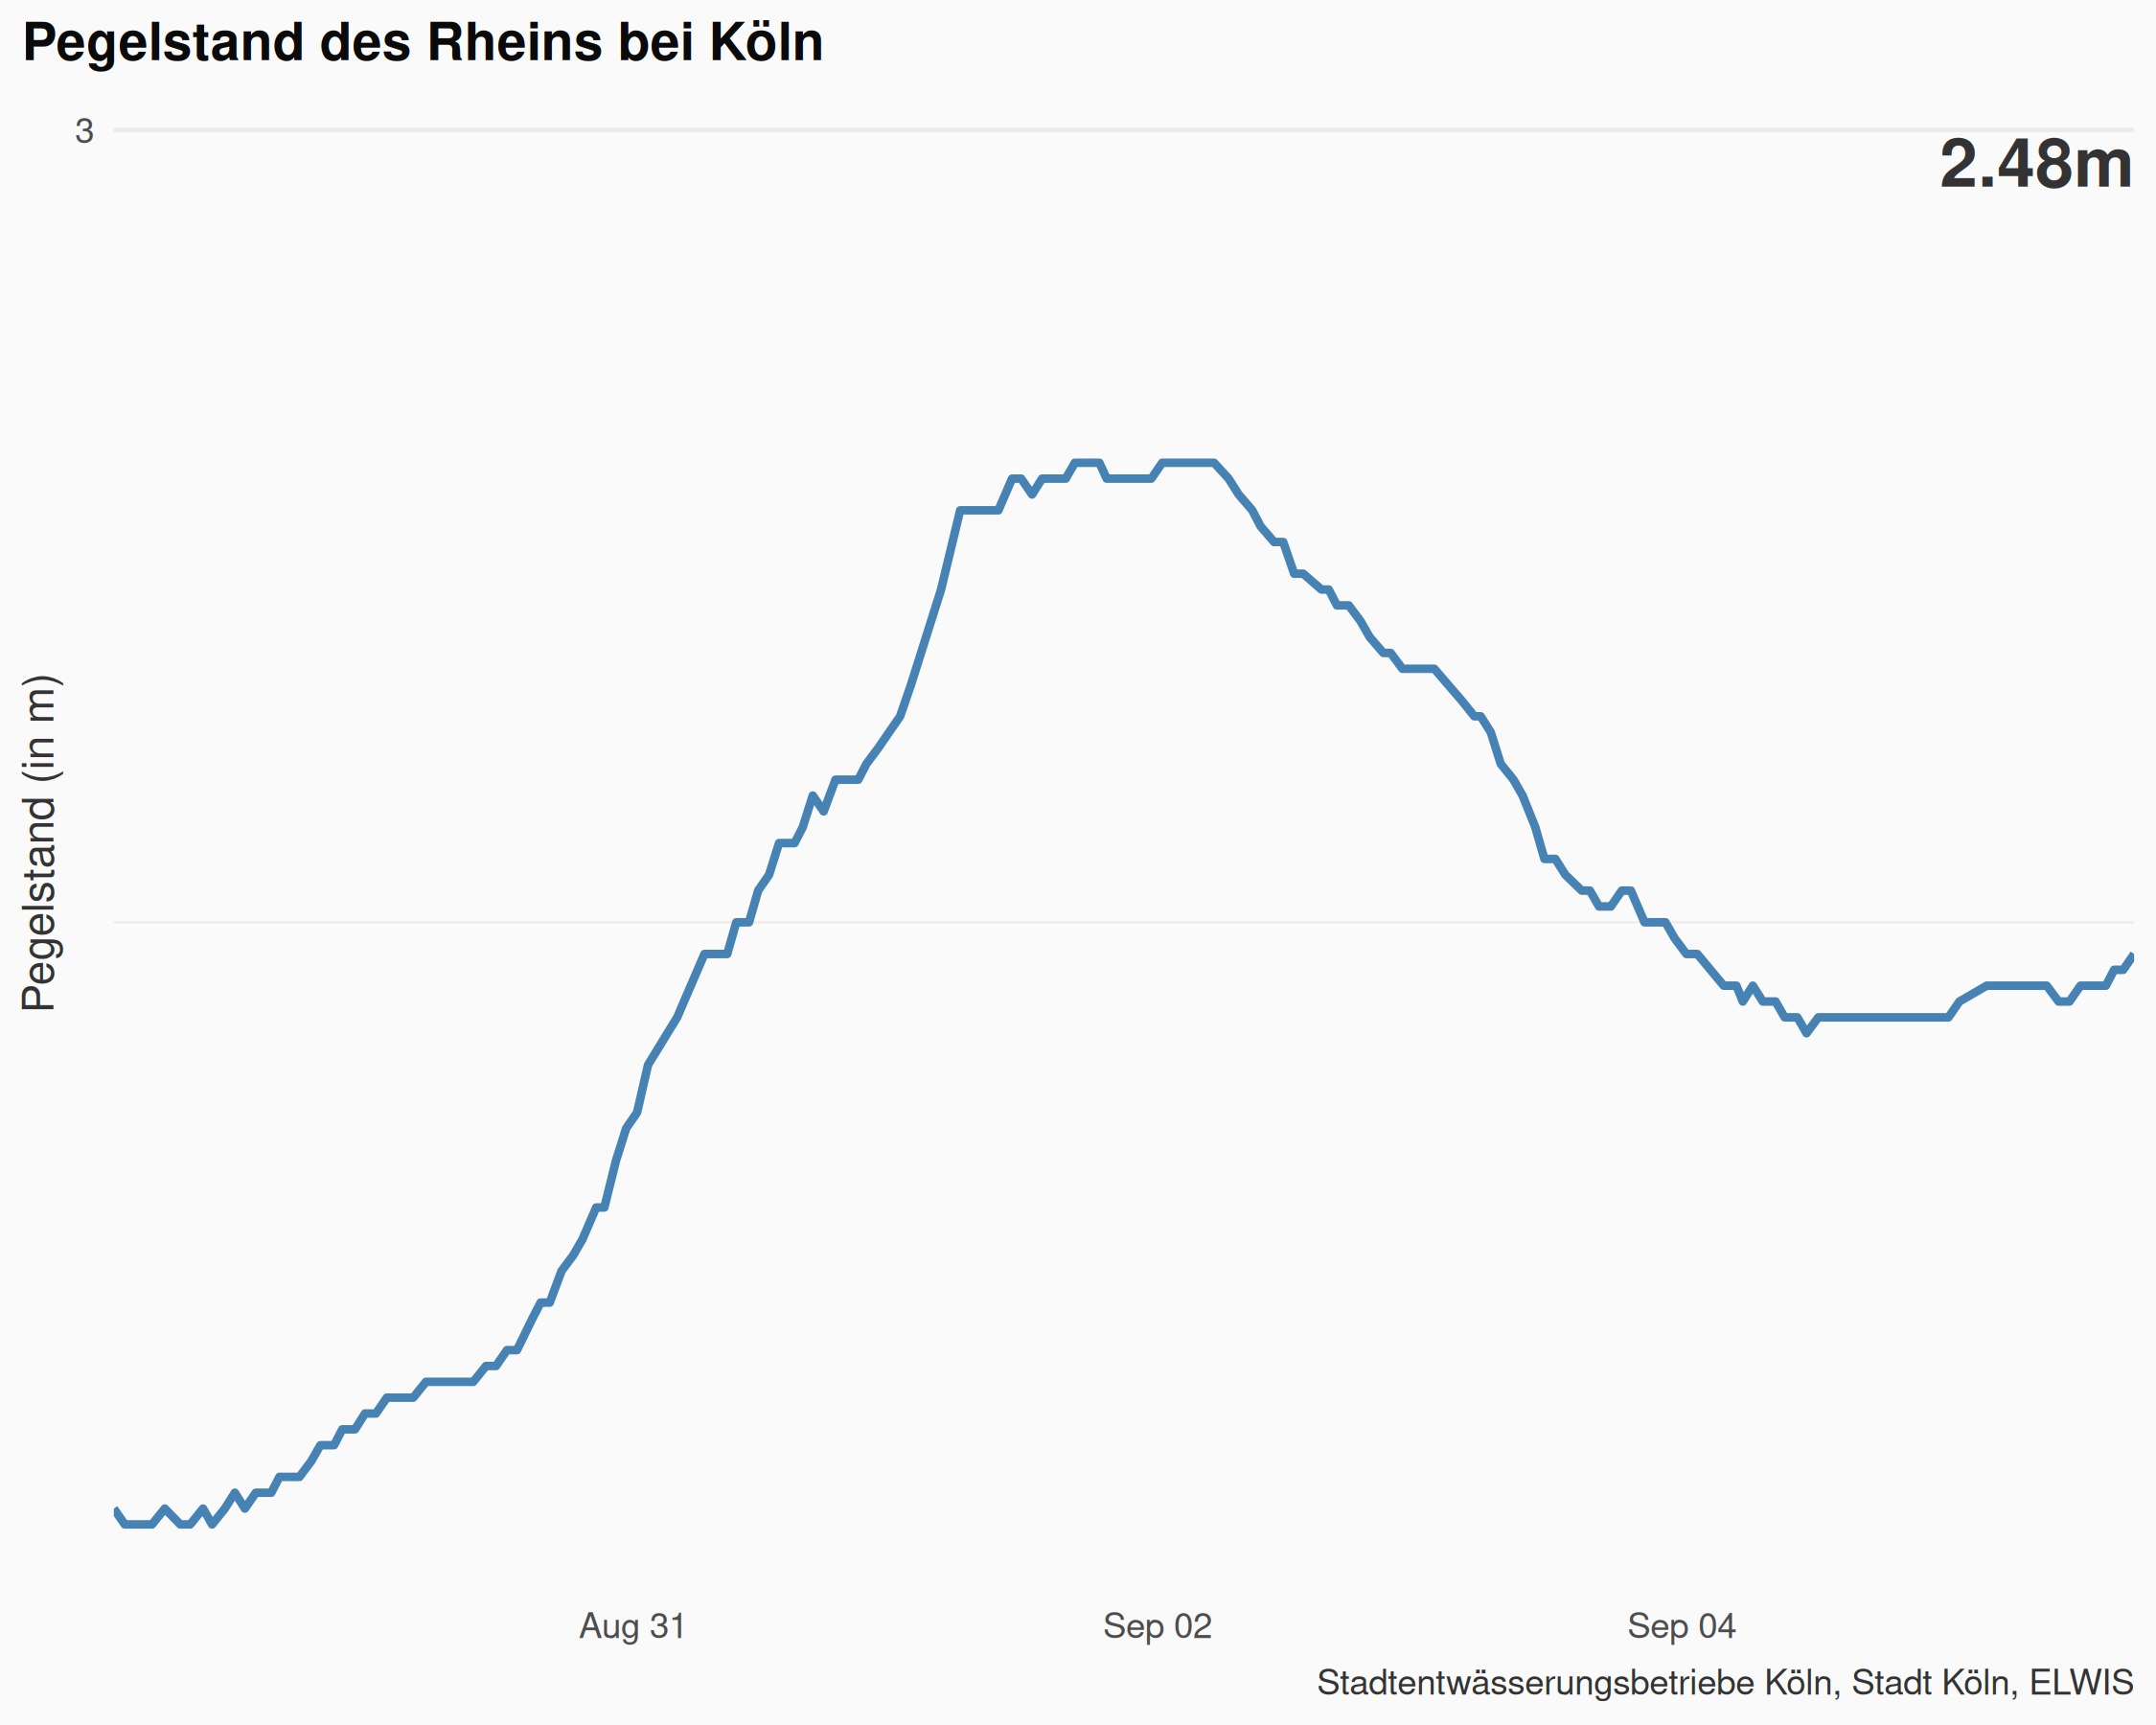 Pegelstand des Rheins bei Köln
3
2.48m
Pegelstand (in m)
Aug 31
Sep 02
Sep 04
Stadtentwässerungsbetriebe Köln, Stadt Köln, ELWIS